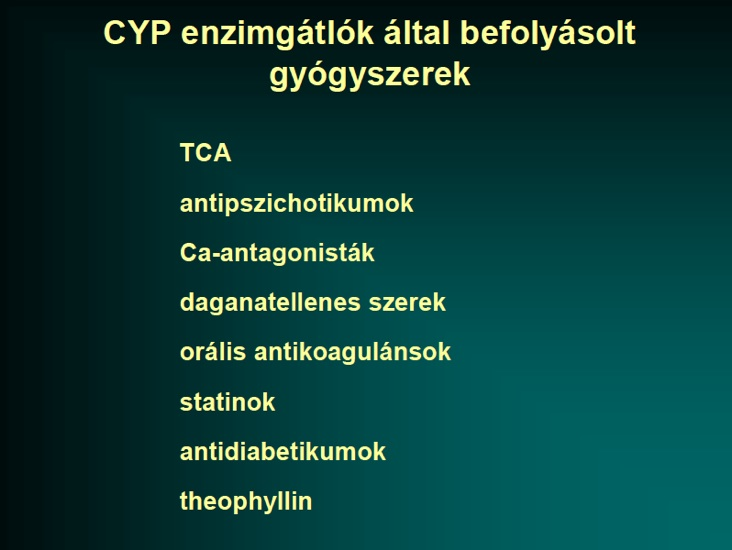 CYP enzimgátlók által befolyásolt
gyógyszerek
TCA
antipszichotikumok
Ca-antagonisták
daganatellenes szerek
orális antikoagulánsok
statinok
antidiabetikumok
theophyllin